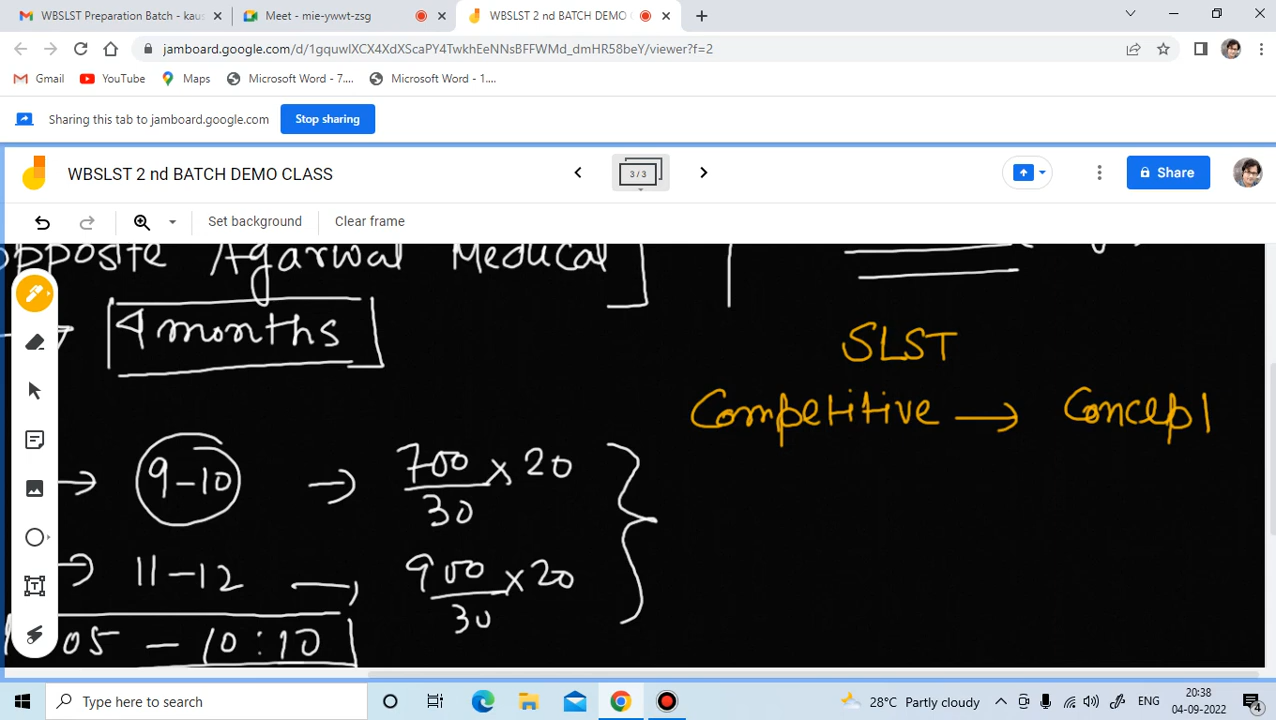 WBSLST Preparation Batch - kaus
Meet - mie-ywwt-zsg
WBSLST 2 nd BATCH DEMO CLASS
jamboard.google.com/d/1gquwlXCX4XdXScaPY4TwkhEeNNsBFFWMd_dmHR58beY/viewer?f=2
Gmail YouTube Maps Microsoft Word - 7.... Microsoft Word - 1....
Sharing this tab to jamboard.google.com Stop sharing
WBSLST 2 nd BATCH DEMO CLASS 3 / 3 Share
Set background Clear frame
opposite Agarwal Medical
4 months
SLST
Competitive → Concept
→ 9-10 → 700/30 × 20
→ 11-12 → 900/30 × 20
05 - 10:10
Type here to search 28°C Partly cloudy ENG 20:38 04-09-2022 4